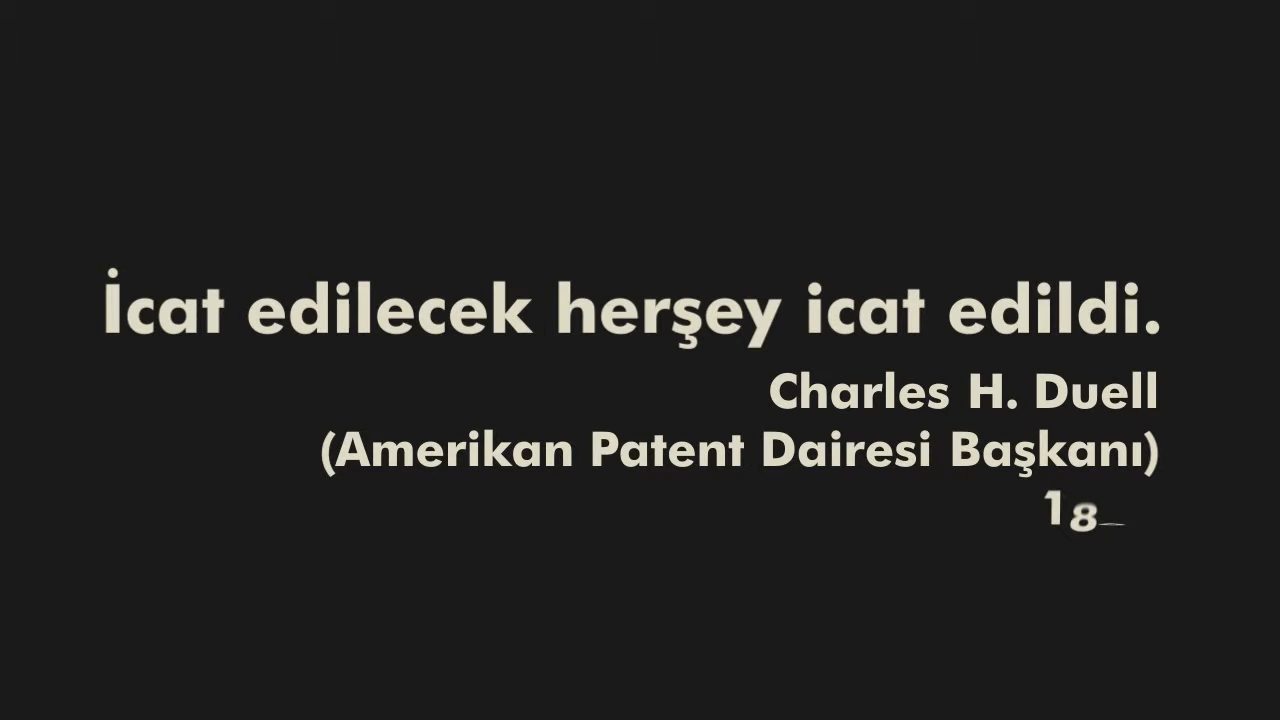 İcat edilecek herşey icat edildi.
Charles H. Duell
(Amerikan Patent Dairesi Başkanı)
18